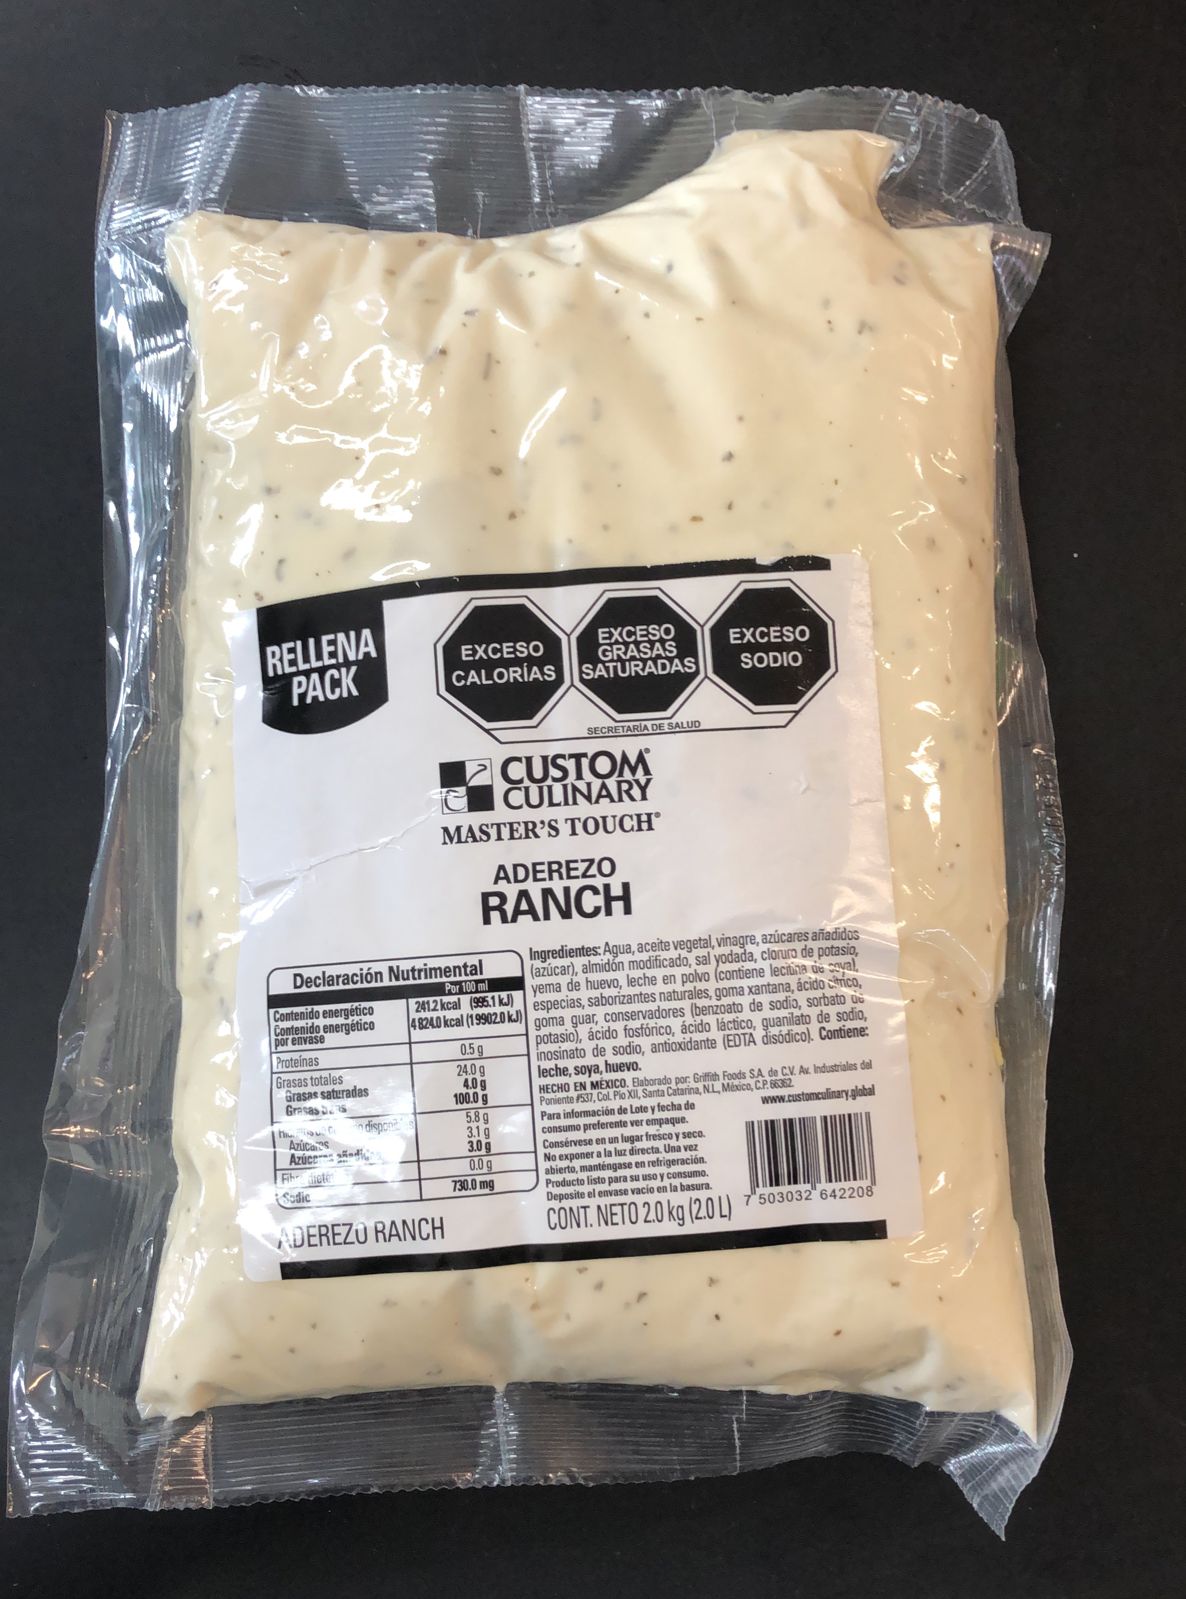 RELLENA
PACK
EXCESO
CALORÍAS
EXCESO
GRASAS
SATURADAS
EXCESO
SODIO
SECRETARÍA DE SALUD
CUSTOM®
CULINARY
MASTER'S TOUCH®
ADEREZO
RANCH
Declaración Nutrimental
Por 100 ml
Contenido energético 241.2 kcal (995.1 kJ)
Contenido energético
por envase 4 824.0 kcal (19902.0 kJ)
Proteínas 0.5 g
Grasas totales 24.0 g
Grasas saturadas 4.0 g
Grasas 100.0 g
5.8 g
Azúcares 3.1 g
Azúcares 3.0 g
0.0 g
Sodio 730.0 mg
ADEREZO RANCH
Ingredientes: Agua, aceite vegetal, vinagre, azúcares añadidos
(azúcar), almidón modificado, sal yodada, cloruro de potasio,
yema de huevo, leche en polvo (contiene lecitina de soya),
especias, saborizantes naturales, goma xantana, ácido cítrico,
goma guar, conservadores (benzoato de sodio, sorbato de
potasio), ácido fosfórico, ácido láctico, guanilato de sodio,
inosinato de sodio, antioxidante (EDTA disódico). Contiene:
leche, soya, huevo.
HECHO EN MÉXICO. Elaborado por: Griffith Foods S.A. de C.V. Av. Industriales del
Poniente #537, Col. Pio XII, Santa Catarina, N.L., México, C.P. 66362.
www.customculinary.global
Para información de Lote y fecha de
consumo preferente ver empaque.
Consérvese en un lugar fresco y seco.
No exponer a la luz directa. Una vez
abierto, manténgase en refrigeración.
Producto listo para su uso y consumo.
Deposite el envase vacío en la basura.
CONT. NETO 2.0 kg (2.0 L)
7 503032 642208